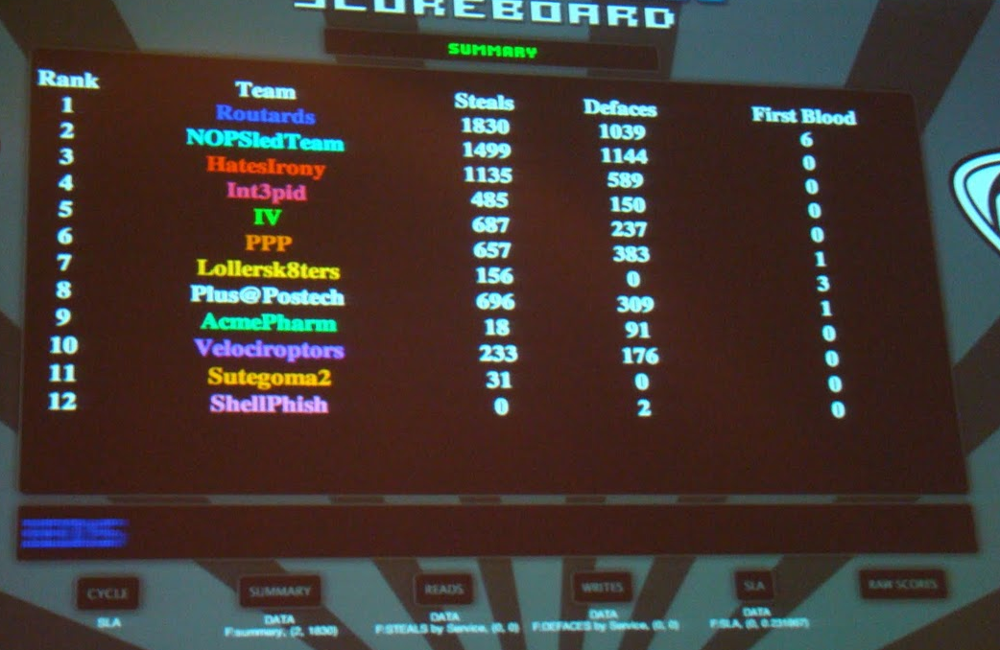 SCOREBOARD
SUMMARY
Rank Team Steals Defaces First Blood
1 Routards 1830 1039 6
2 NOPSledTeam 1499 1144 0
3 HatesIrony 1135 589 0
4 Int3pid 485 150 0
5 IV 687 237 0
6 PPP 657 383 1
7 Lollersk8ters 156 0 3
8 Plus@Postech 696 309 1
9 AcmePharm 18 91 0
10 Velociroptors 233 176 0
11 Sutegoma2 31 0 0
12 ShellPhish 0 2 0
CYCLE SUMMARY READS WRITES SLA RAW SCORES
SLA DATA DATA DATA DATA
F:summary, (2, 1830) F:STEALS by Service, (0, 0) F:DEFACES by Service, (0, 0) F:SLA, (0, 0.231867)